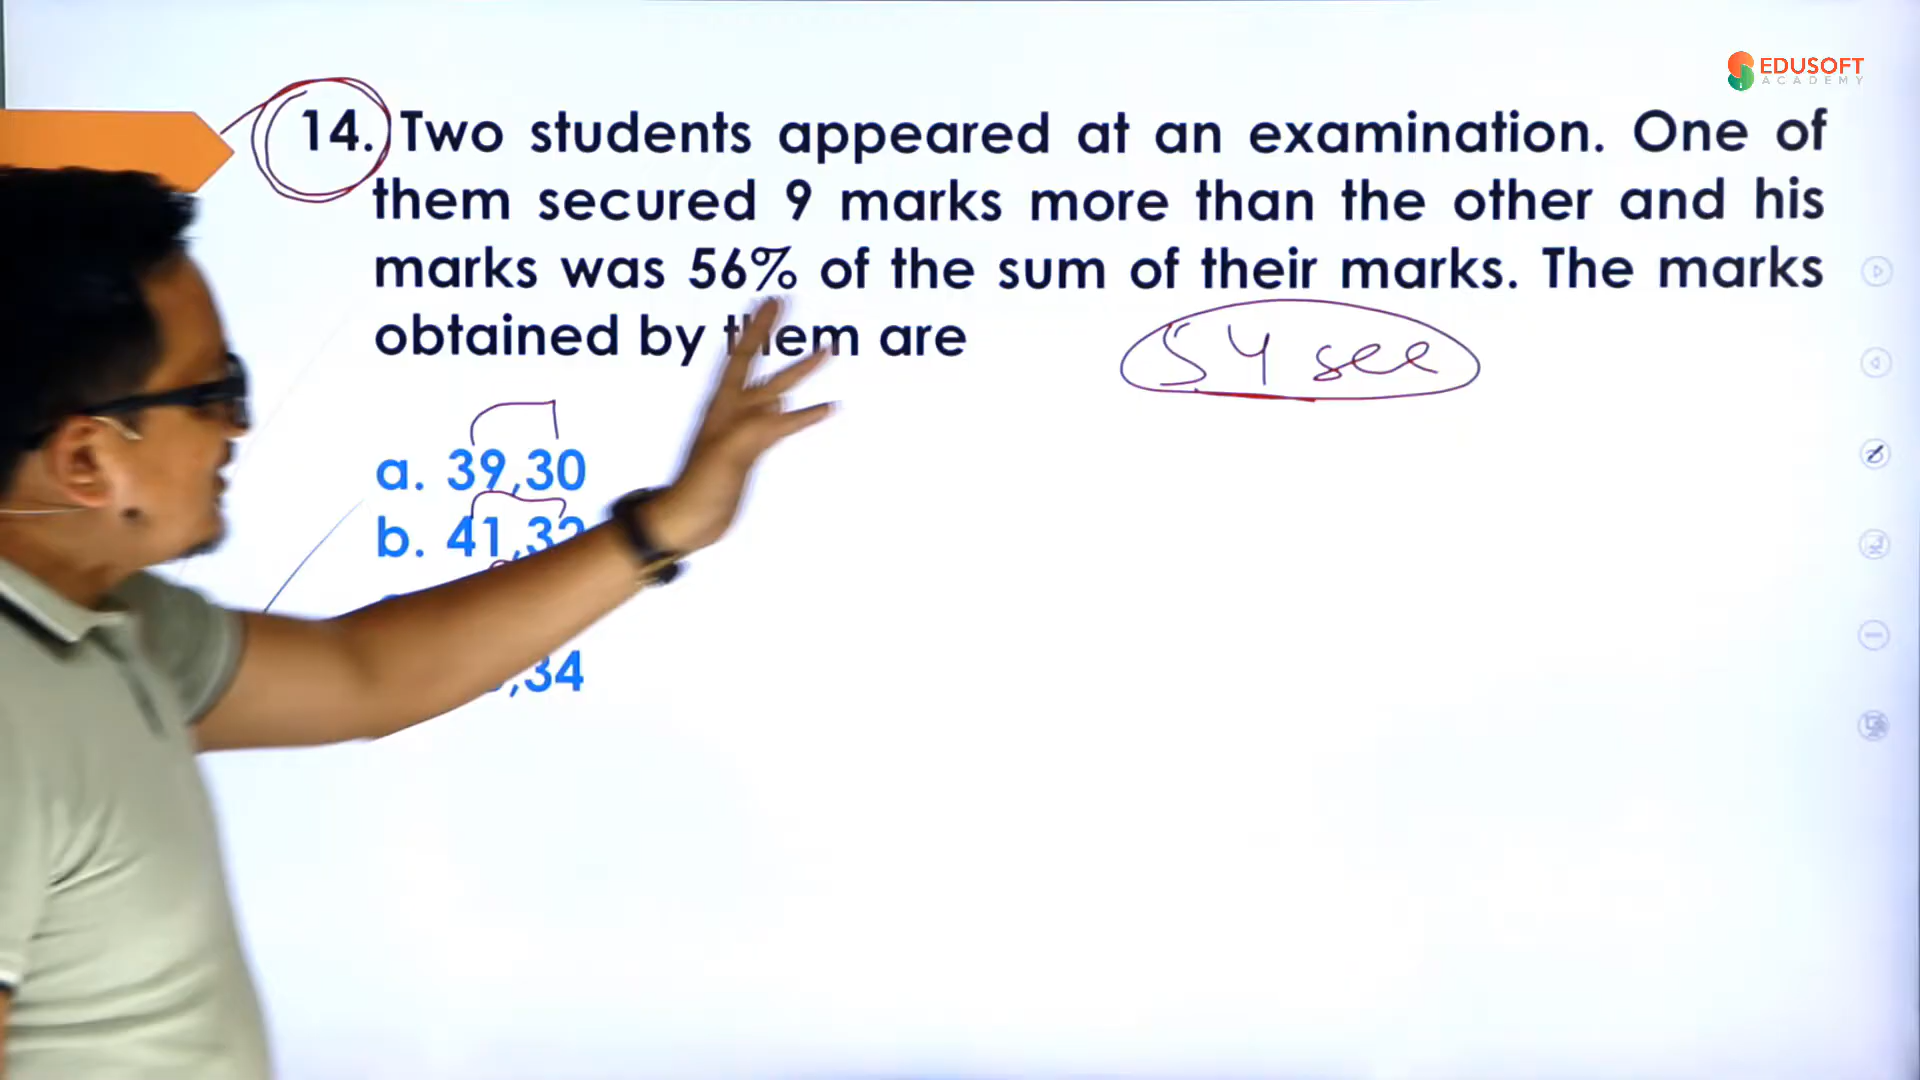 EDUSOFT
ACADEMY
14. Two students appeared at an examination. One of
them secured 9 marks more than the other and his
marks was 56% of the sum of their marks. The marks
obtained by them are
54 sec
a. 39,30
b. 41,32
,34